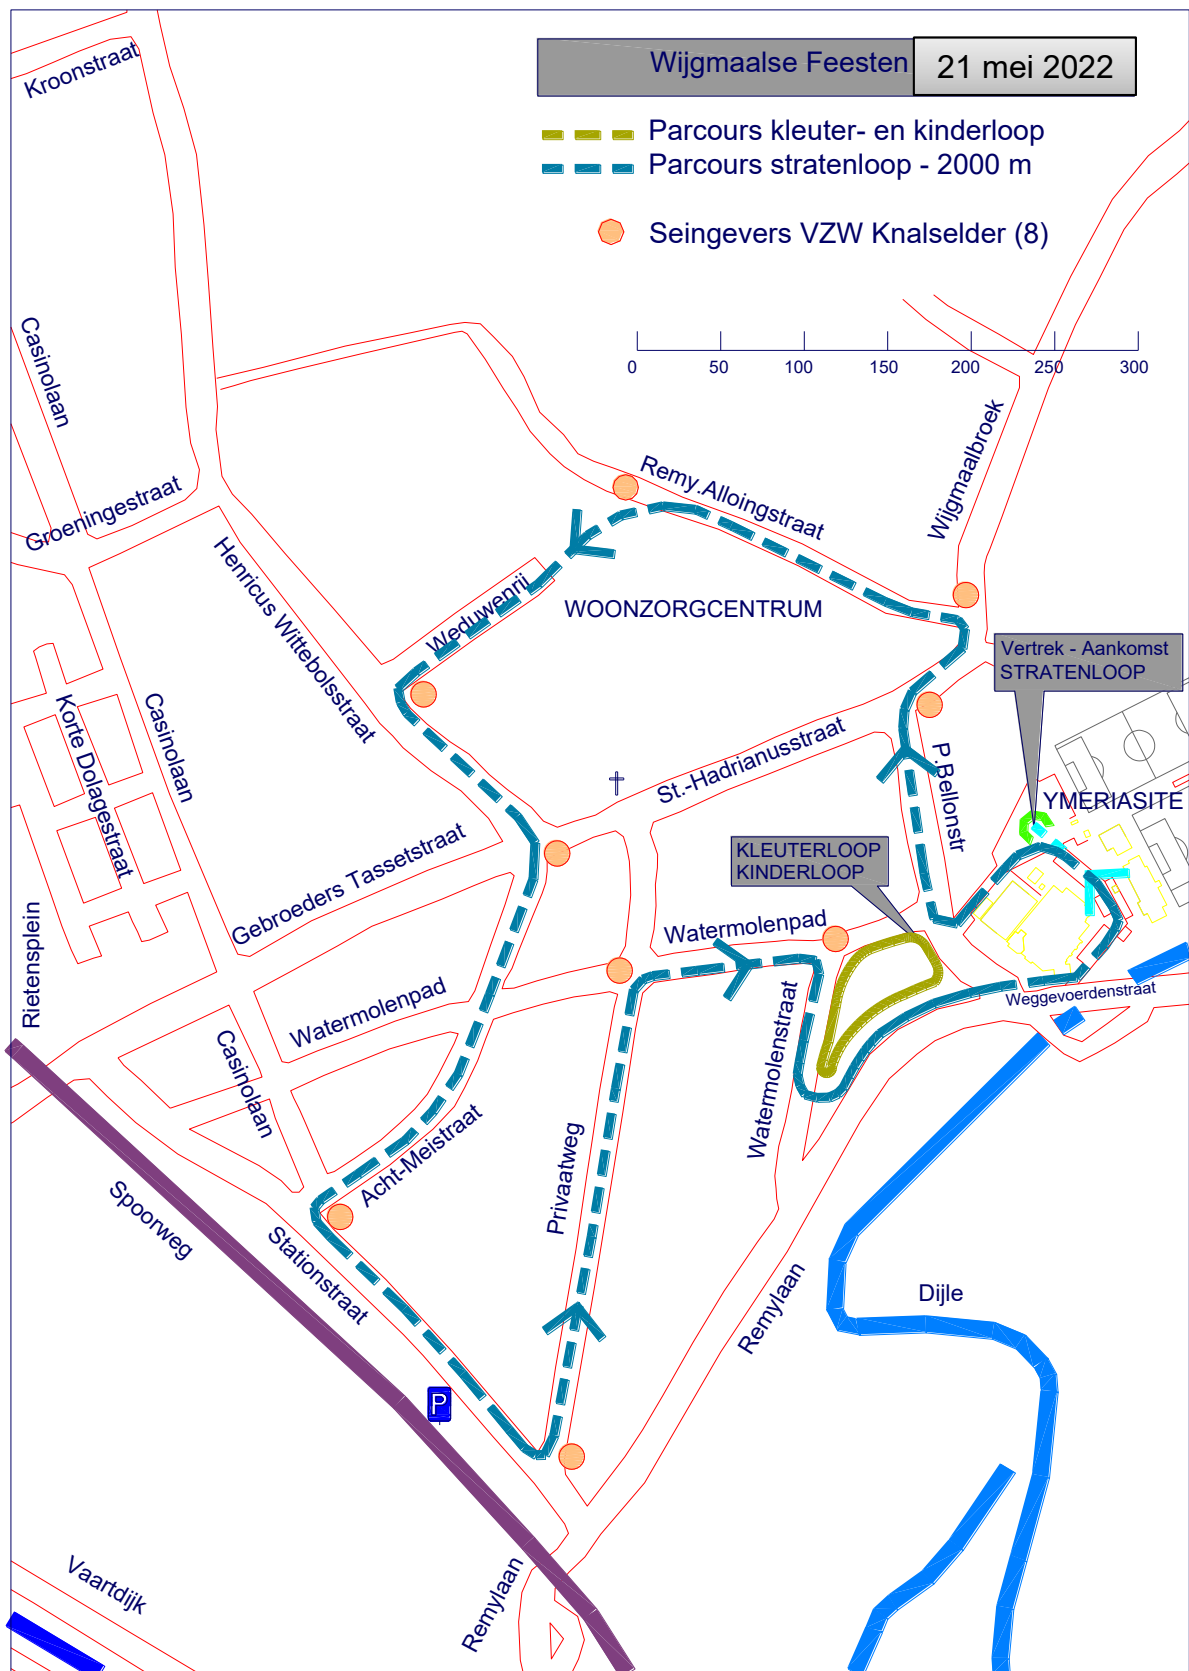 Wijgmaalse Feesten
21 mei 2022
Parcours kleuter- en kinderloop
Parcours stratenloop - 2000 m
Seingevers VZW Knalselder (8)
0 50 100 150 200 250 300
Kroonstraat
Casinolaan
Groeningestraat
Henricus Wittebolsstraat
Remy.Alloingstraat
Wijgmaalbroek
Weduwenrij
WOONZORGCENTRUM
Vertrek - Aankomst
STRATENLOOP
Korte Dolagestraat
Casinolaan
St.-Hadrianusstraat
P.Bellonstr
YMERIASITE
KLEUTERLOOP
KINDERLOOP
Gebroeders Tassetstraat
Rietensplein
Watermolenpad
Watermolenpad
Weggevoerdenstraat
Casinolaan
Watermolenstraat
Acht-Meistraat
Privaatweg
Spoorweg
Stationstraat
Remylaan
Dijle
P
Vaartdijk
Remylaan